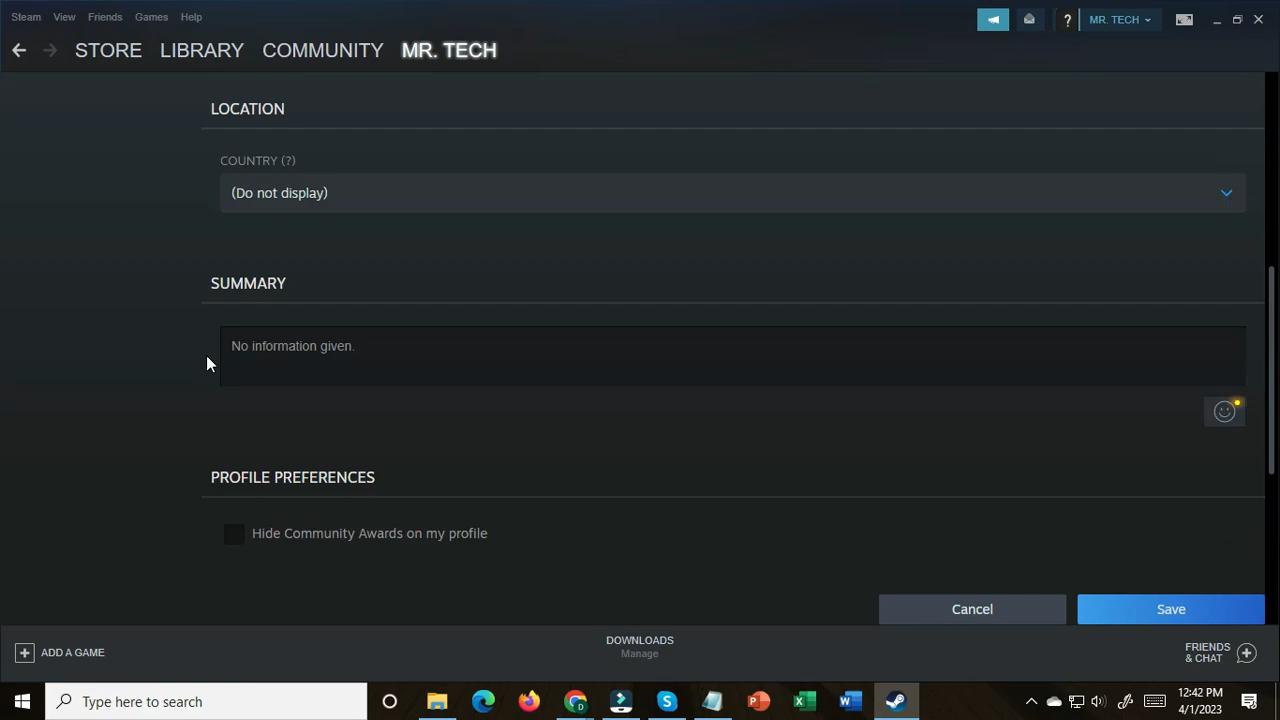 Steam View Friends Games Help
MR. TECH
STORE LIBRARY COMMUNITY MR. TECH
LOCATION
COUNTRY (?)
(Do not display)
SUMMARY
No information given.
PROFILE PREFERENCES
Hide Community Awards on my profile
Cancel Save
ADD A GAME
DOWNLOADS
Manage
FRIENDS
& CHAT
Type here to search
12:42 PM
4/1/2023